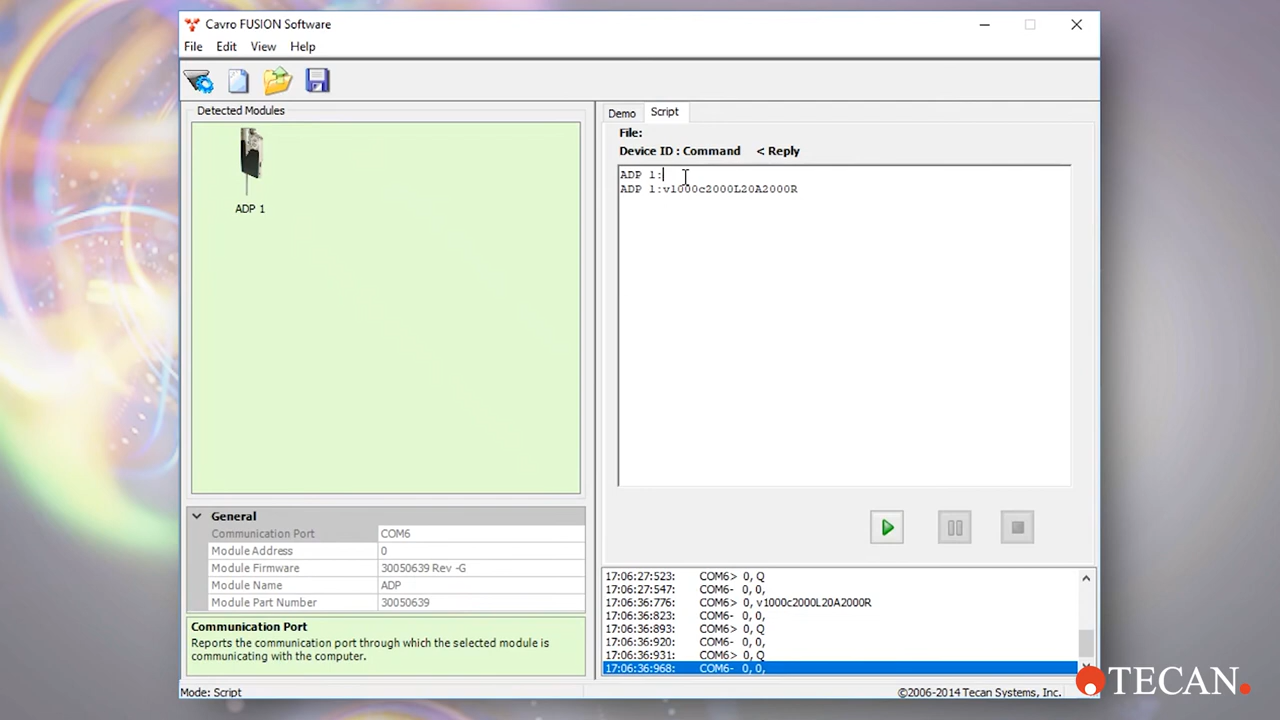 Cavro FUSION Software
File Edit View Help
Detected Modules
ADP 1
Demo Script
File:
Device ID : Command < Reply
ADP 1:
ADP 1:v1000c2000L20A2000R
General
Communication Port COM6
Module Address 0
Module Firmware 30050639 Rev -G
Module Name ADP
Module Part Number 30050639
Communication Port
Reports the communication port through which the selected module is
communicating with the computer.
17:06:27:523: COM6> 0, Q
17:06:27:547: COM6- 0, 0,
17:06:36:776: COM6> 0, v1000c2000L20A2000R
17:06:36:823: COM6- 0, 0,
17:06:36:893: COM6> 0, Q
17:06:36:920: COM6- 0, 0,
17:06:36:931: COM6> 0, Q
17:06:36:968: COM6- 0, 0,
Mode: Script
©2006-2014 Tecan Systems, Inc.
TECAN.